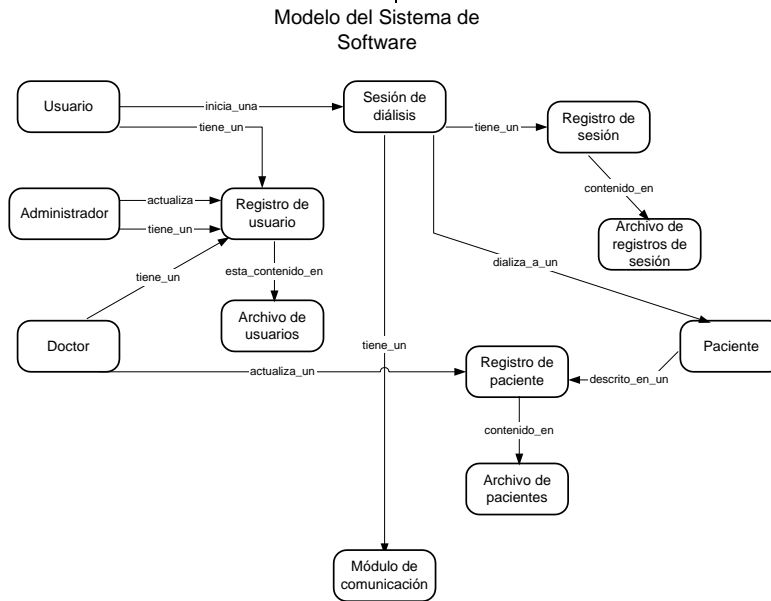 Modelo del Sistema de
Software
Usuario
inicia_una
Sesión de
diálisis
tiene_un
Registro de
sesión
tiene_un
contenido_en
Administrador
actualiza
tiene_un
Registro de
usuario
Archivo de
registros de
sesión
dializa_a_un
tiene_un
esta_contenido_en
Doctor
Archivo de
usuarios
tiene_un
Paciente
Registro de
paciente
actualiza_un
descrito_en_un
contenido_en
Archivo de
pacientes
Módulo de
comunicación